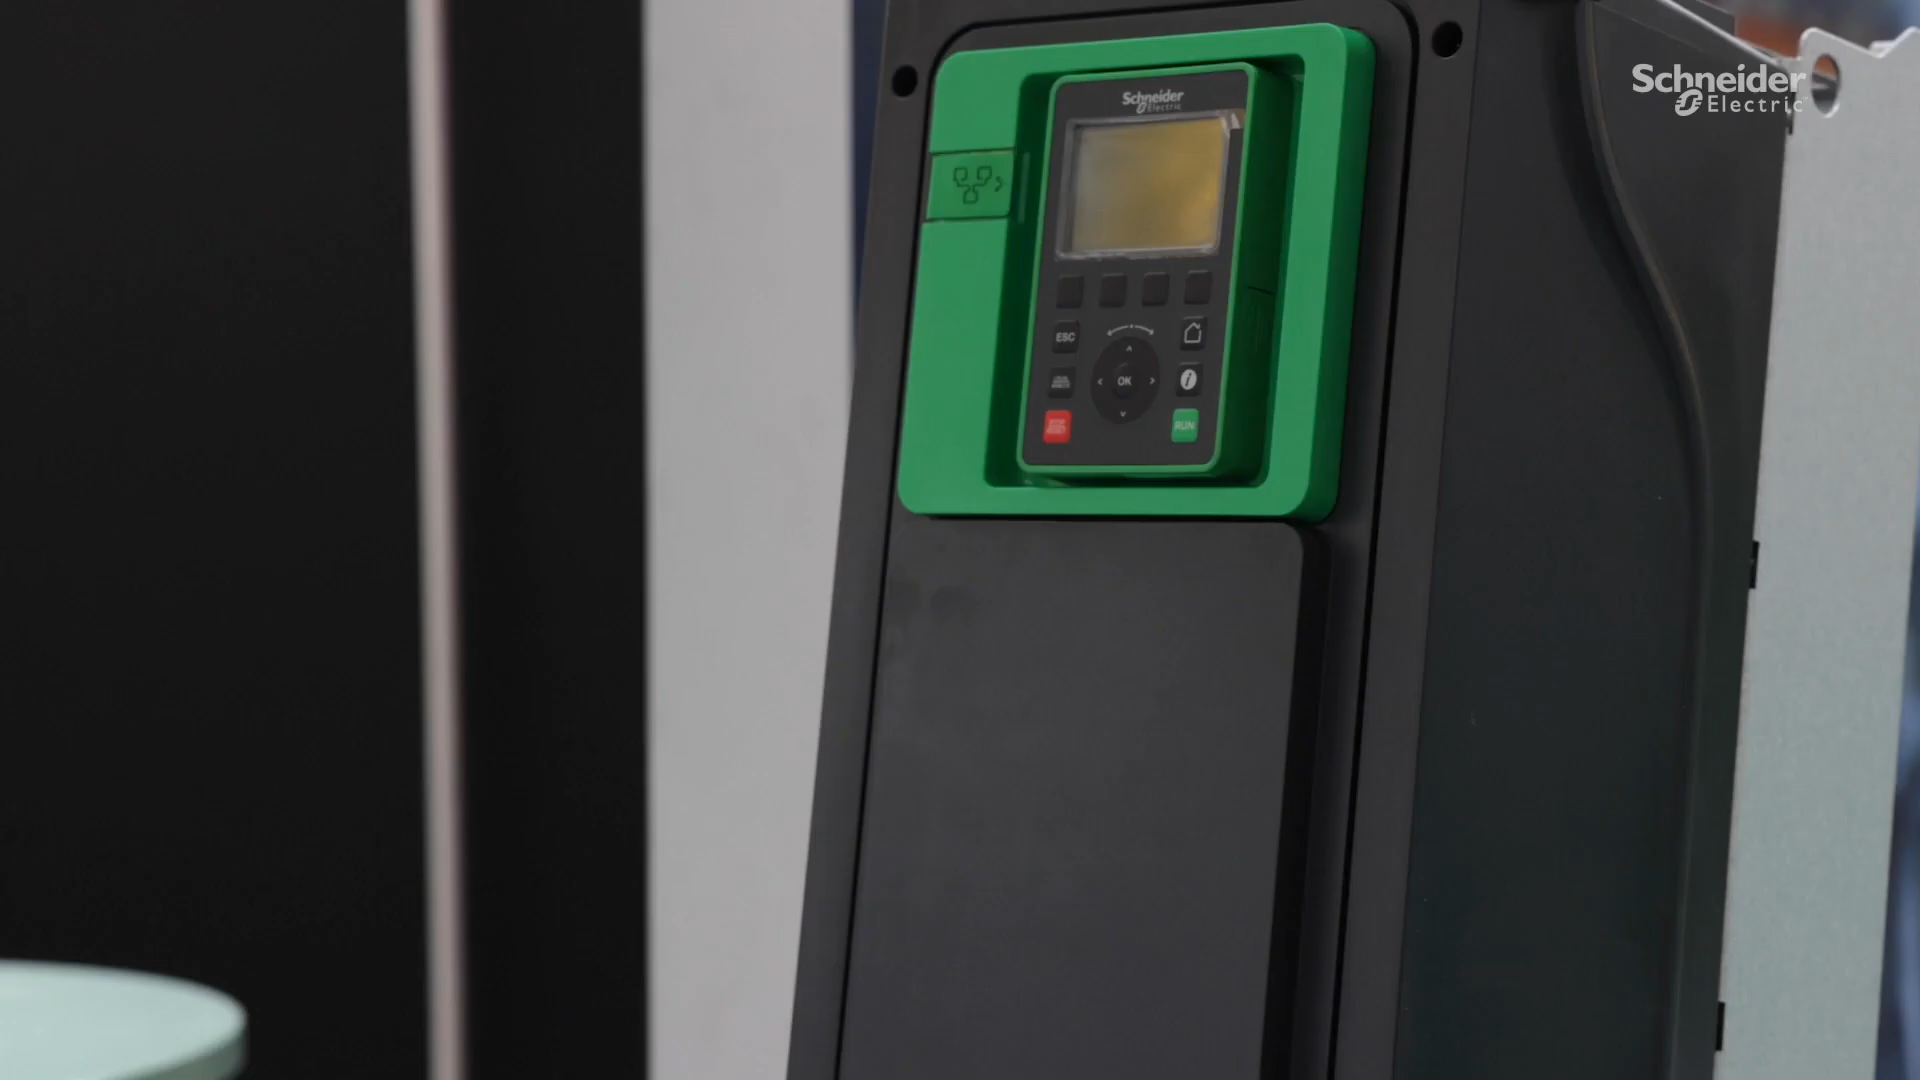 Schneider
Electric
Schneider
Electric
ESC
OK
RUN